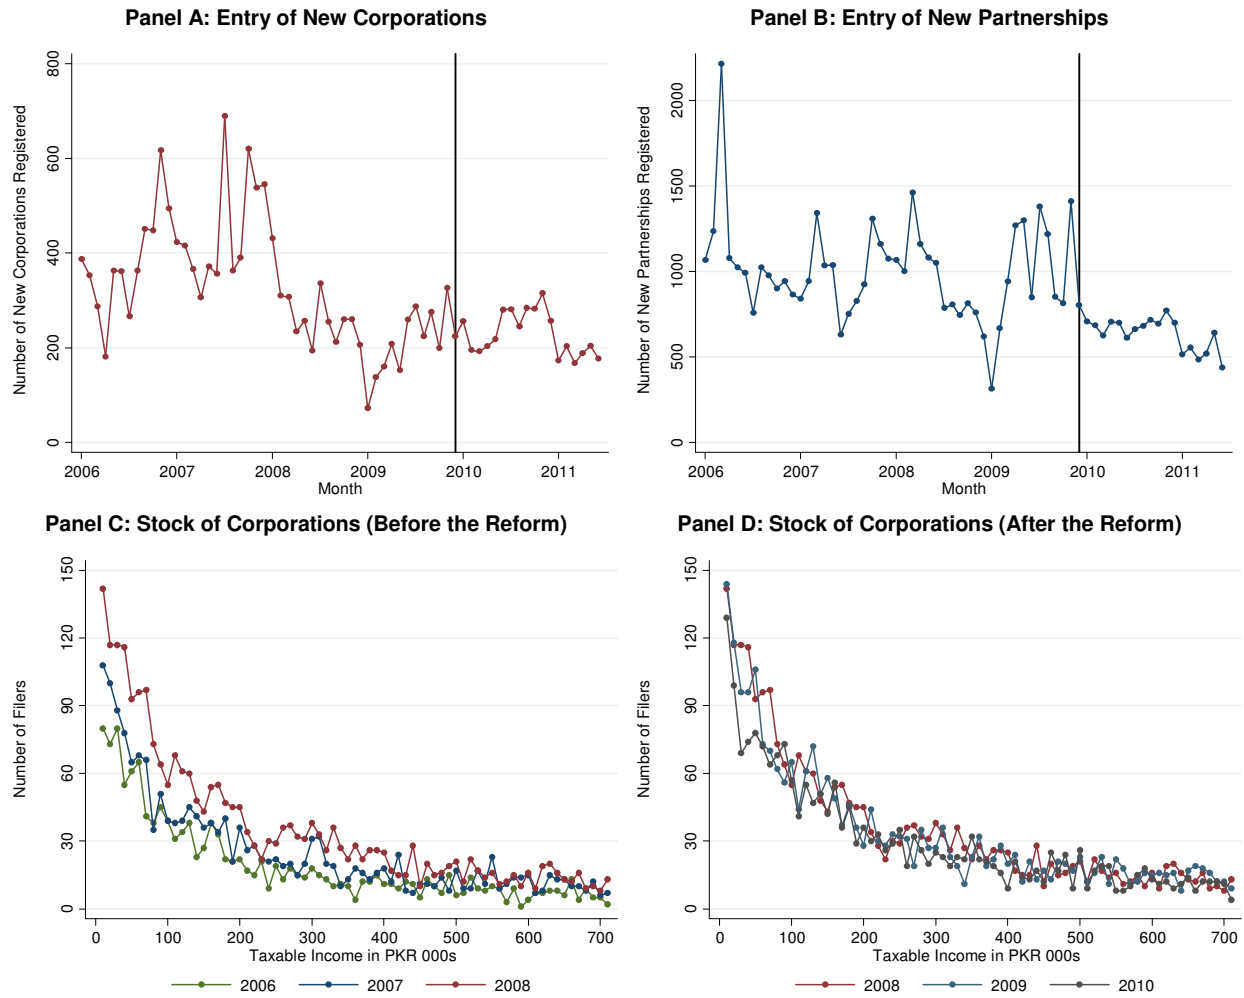 Panel A: Entry of New Corporations
Number of New Corporations Registered
800
600
400
200
0
2006 2007 2008 2009 2010 2011
Month
Panel B: Entry of New Partnerships
Number of New Partnerships Registered
2000
1500
1000
500
0
2006 2007 2008 2009 2010 2011
Month
Panel C: Stock of Corporations (Before the Reform)
Number of Filers
150
120
90
60
30
0
0 100 200 300 400 500 600 700
Taxable Income in PKR 000s
2006 2007 2008
Panel D: Stock of Corporations (After the Reform)
Number of Filers
150
120
90
60
30
0
0 100 200 300 400 500 600 700
Taxable Income in PKR 000s
2008 2009 2010